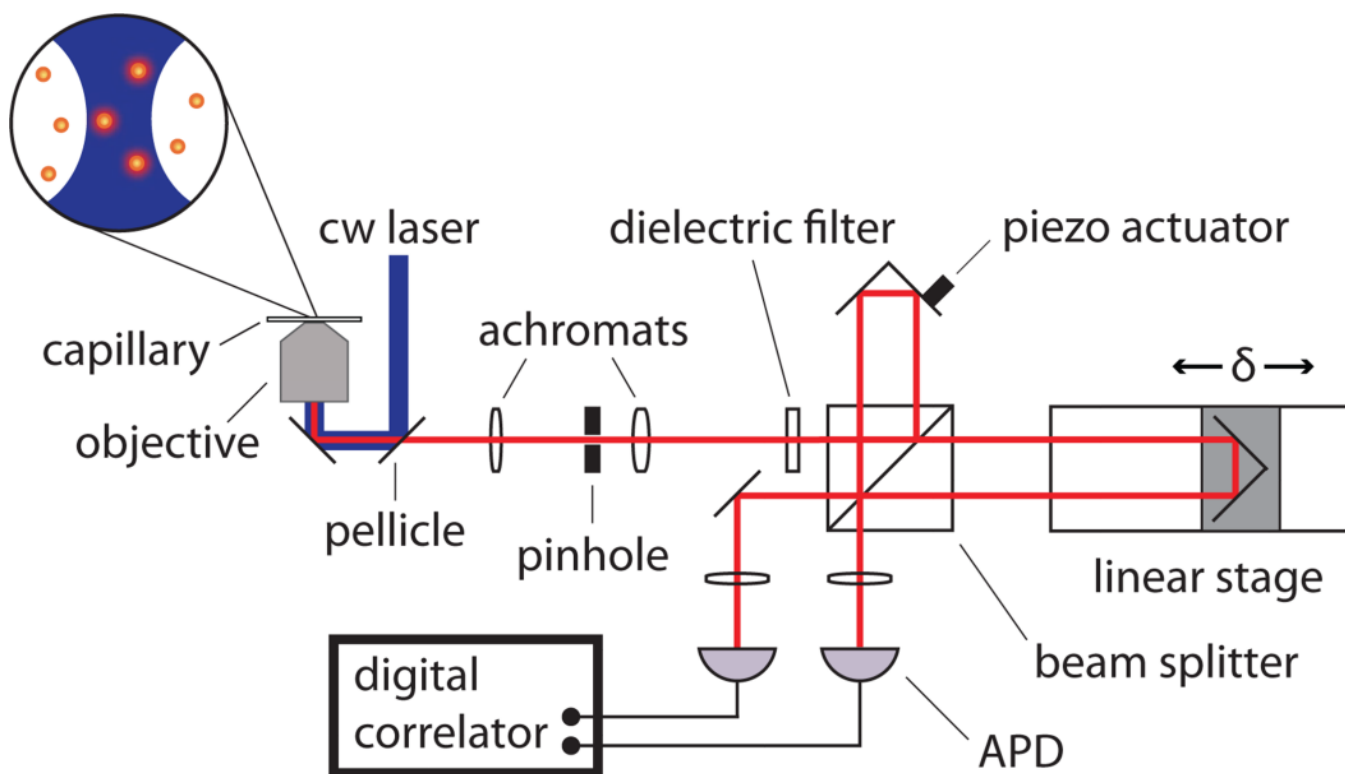 cw laser
dielectric filter
piezo actuator
capillary
achromats
← δ →
objective
pellicle
pinhole
linear stage
beam splitter
digital
correlator
APD